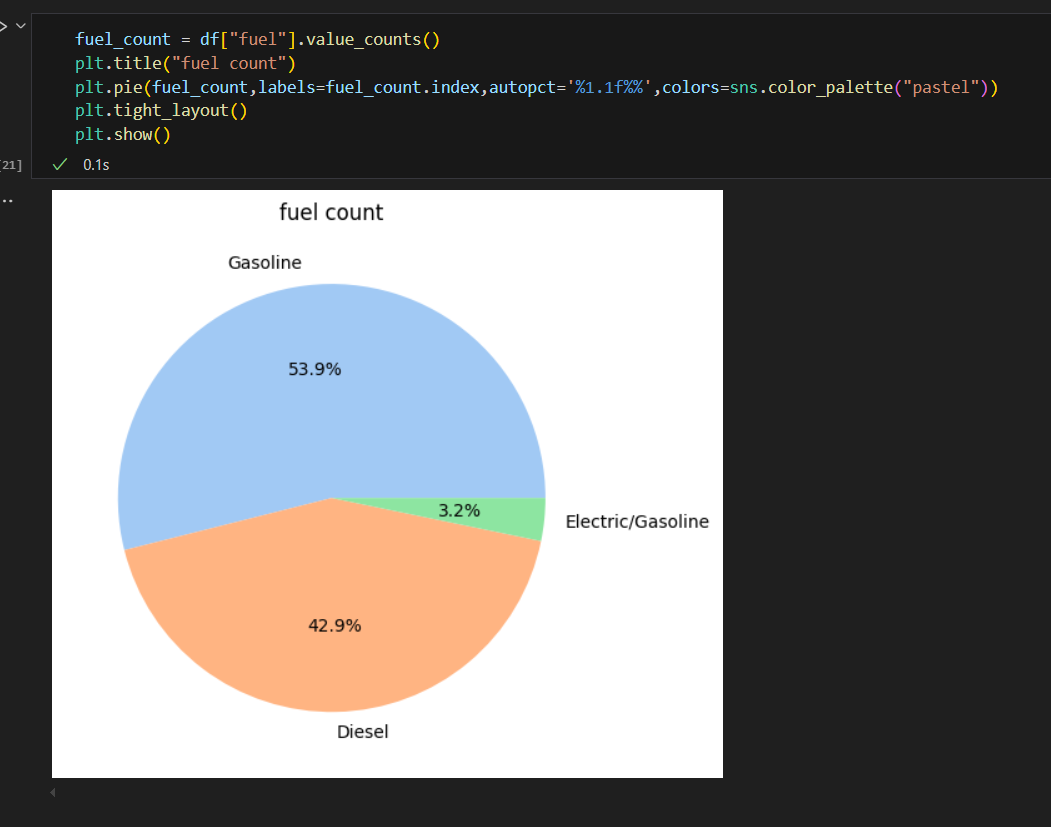 fuel_count = df["fuel"].value_counts()
plt.title("fuel count")
plt.pie(fuel_count,labels=fuel_count.index,autopct='%1.1f%%',colors=sns.color_palette("pastel"))
plt.tight_layout()
plt.show()
[21]
0.1s
fuel count
Gasoline
53.9%
3.2%
Electric/Gasoline
42.9%
Diesel